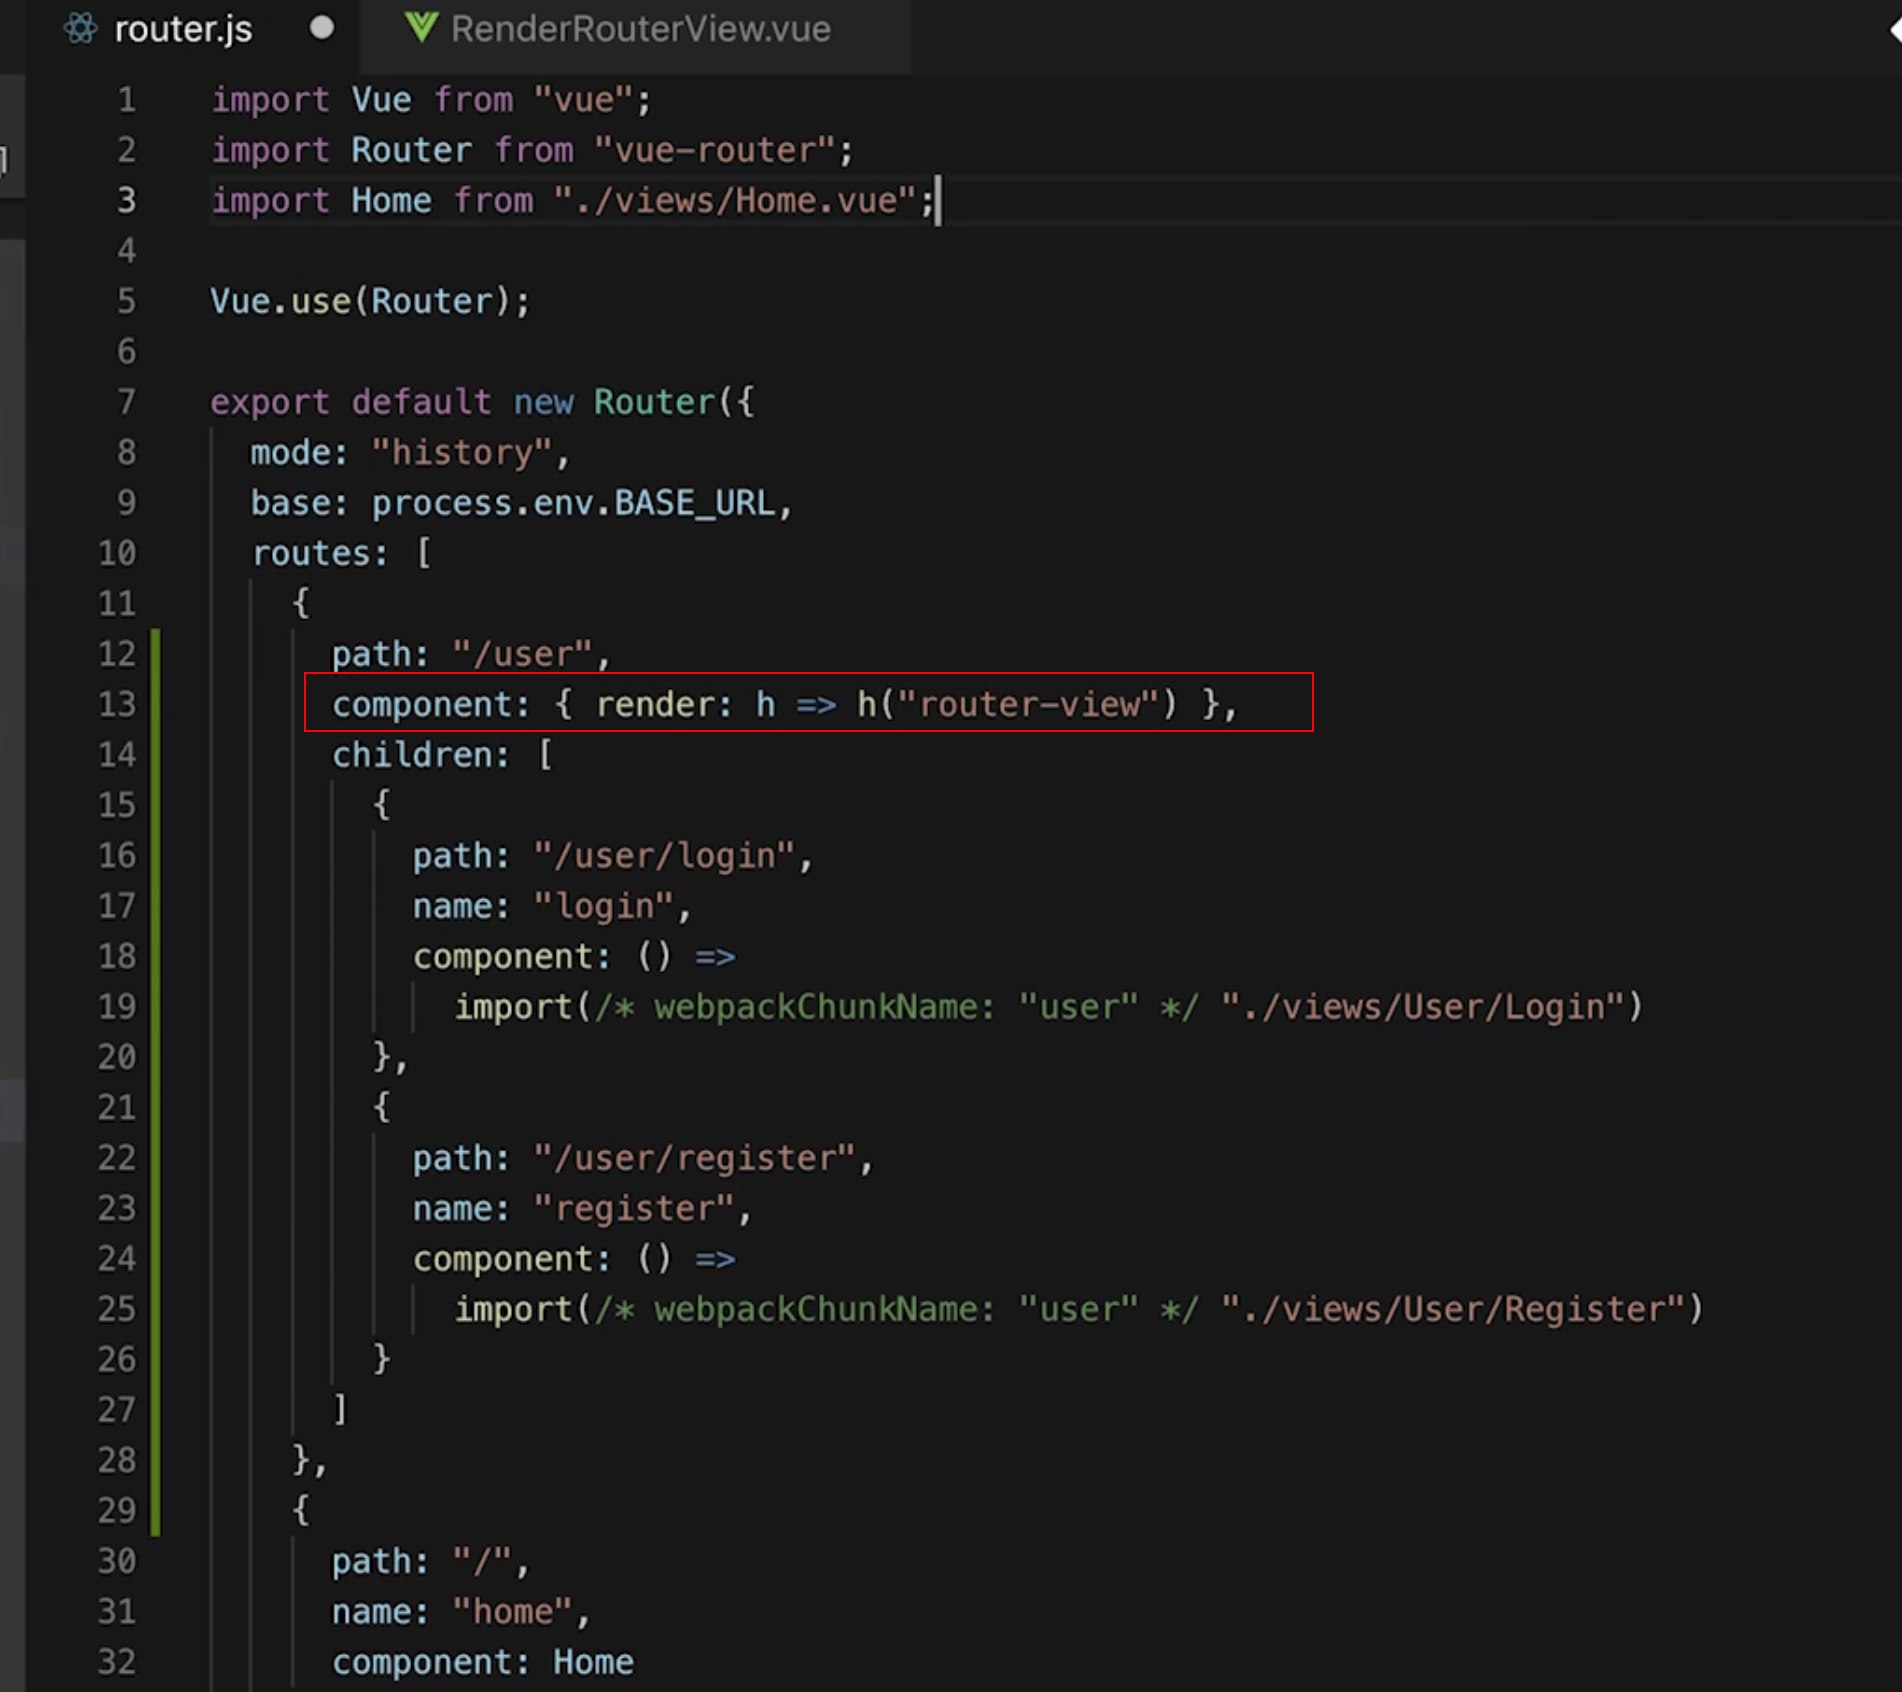 router.js
RenderRouterView.vue
1 import Vue from "vue";
2 import Router from "vue-router";
3 import Home from "./views/Home.vue";
4
5 Vue.use(Router);
6
7 export default new Router({
8 mode: "history",
9 base: process.env.BASE_URL,
10 routes: [
11 {
12 path: "/user",
13 component: { render: h => h("router-view") },
14 children: [
15 {
16 path: "/user/login",
17 name: "login",
18 component: () =>
19 import(/* webpackChunkName: "user" */ "./views/User/Login")
20 },
21 {
22 path: "/user/register",
23 name: "register",
24 component: () =>
25 import(/* webpackChunkName: "user" */ "./views/User/Register")
26 }
27 ]
28 },
29 {
30 path: "/",
31 name: "home",
32 component: Home